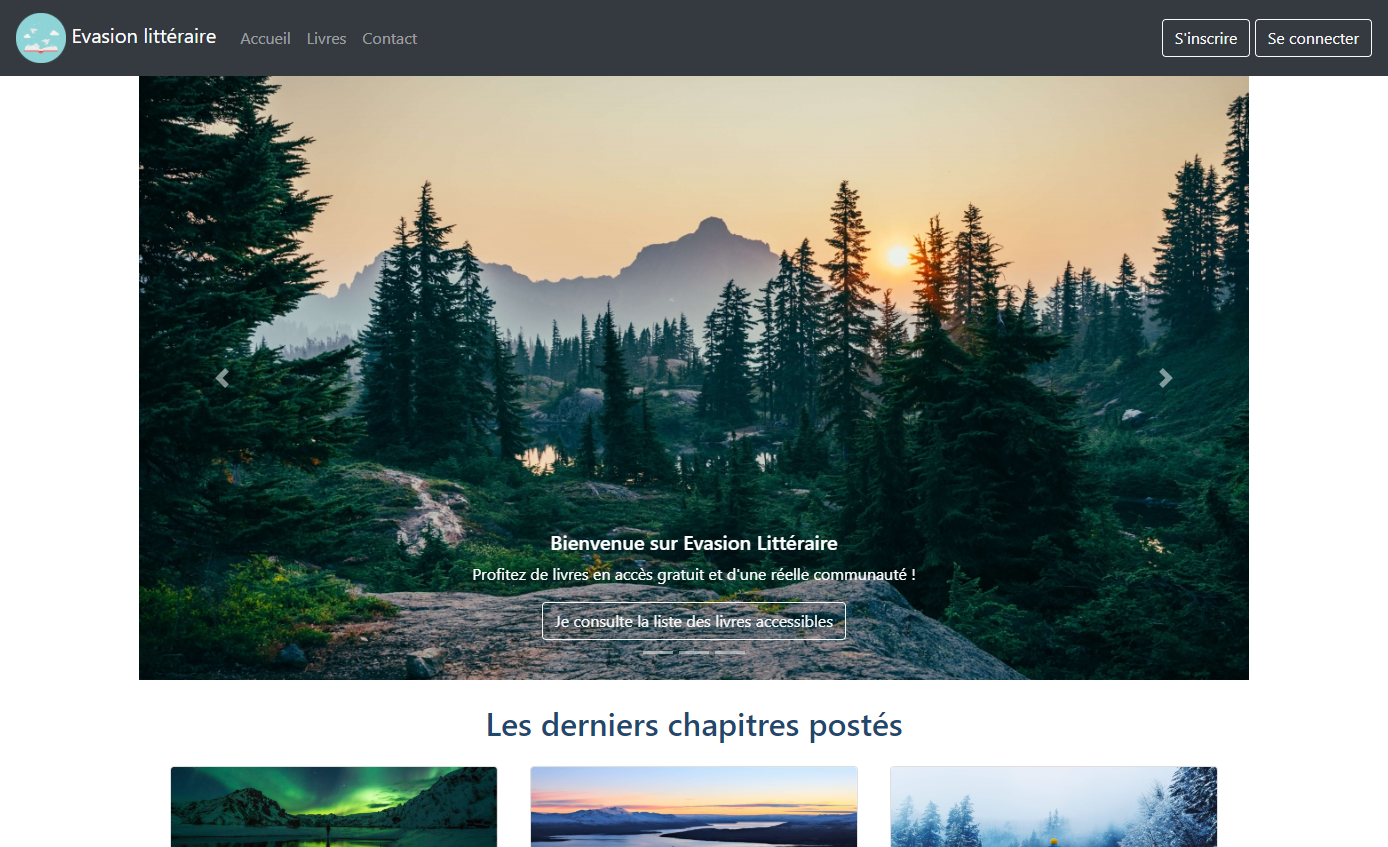 Evasion littéraire
Accueil Livres Contact
S'inscrire Se connecter
Bienvenue sur Evasion Littéraire
Profitez de livres en accès gratuit et d'une réelle communauté !
Je consulte la liste des livres accessibles
Les derniers chapitres postés